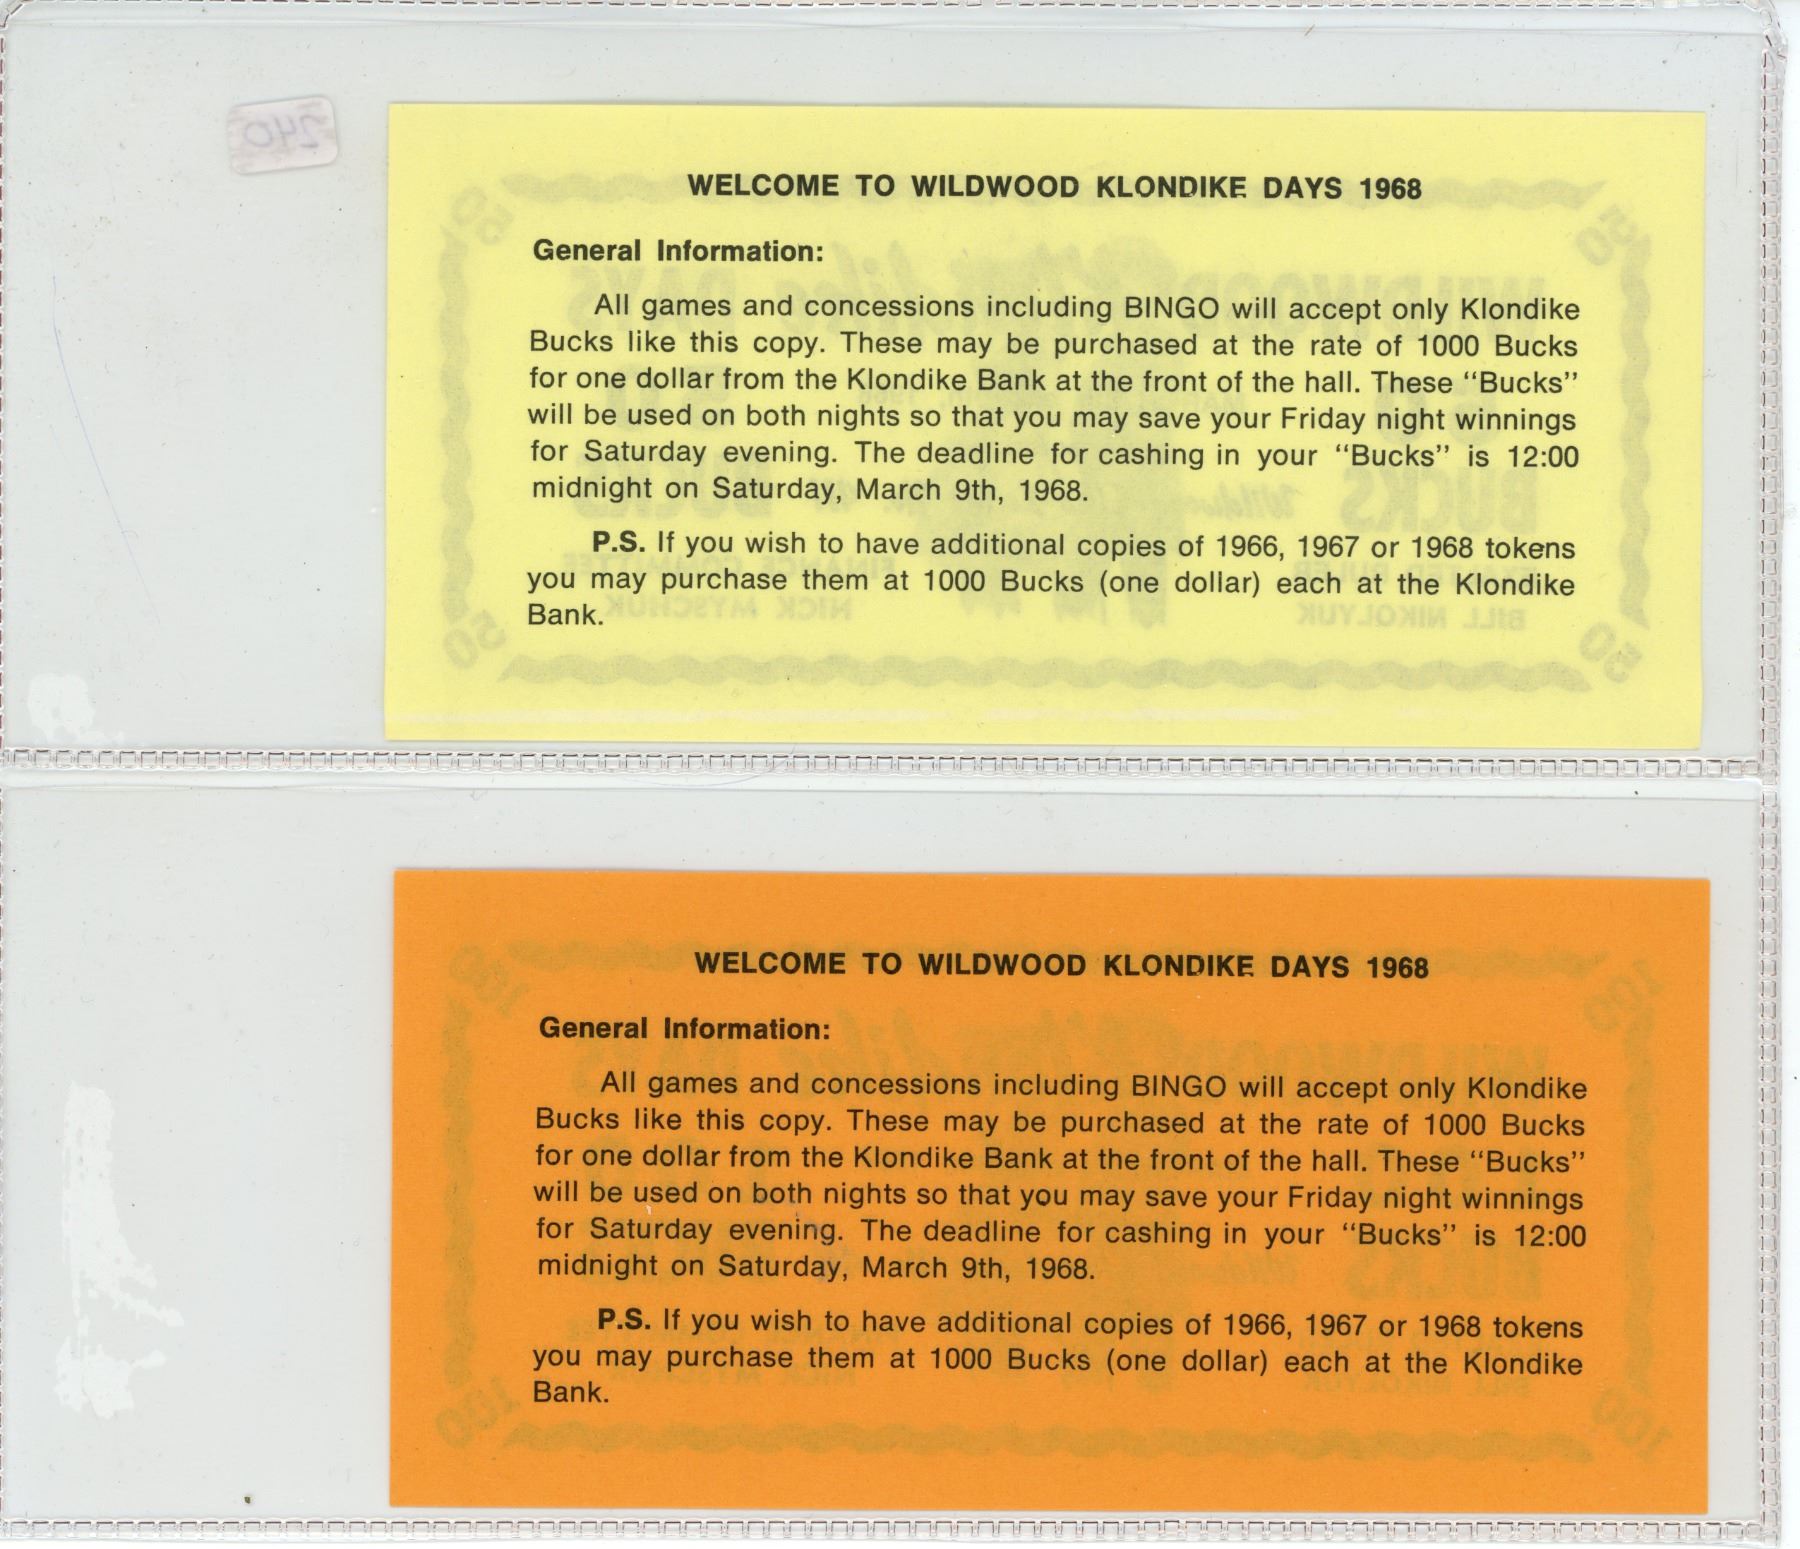 240
WELCOME TO WILDWOOD KLONDIKE DAYS 1968
General Information:
All games and concessions including BINGO will accept only Klondike
Bucks like this copy. These may be purchased at the rate of 1000 Bucks
for one dollar from the Klondike Bank at the front of the hall. These “Bucks”
will be used on both nights so that you may save your Friday night winnings
for Saturday evening. The deadline for cashing in your “Bucks” is 12:00
midnight on Saturday, March 9th, 1968.
P.S. If you wish to have additional copies of 1966, 1967 or 1968 tokens
you may purchase them at 1000 Bucks (one dollar) each at the Klondike
Bank.
WELCOME TO WILDWOOD KLONDIKE DAYS 1968
General Information:
All games and concessions including BINGO will accept only Klondike
Bucks like this copy. These may be purchased at the rate of 1000 Bucks
for one dollar from the Klondike Bank at the front of the hall. These “Bucks”
will be used on both nights so that you may save your Friday night winnings
for Saturday evening. The deadline for cashing in your “Bucks” is 12:00
midnight on Saturday, March 9th, 1968.
P.S. If you wish to have additional copies of 1966, 1967 or 1968 tokens
you may purchase them at 1000 Bucks (one dollar) each at the Klondike
Bank.